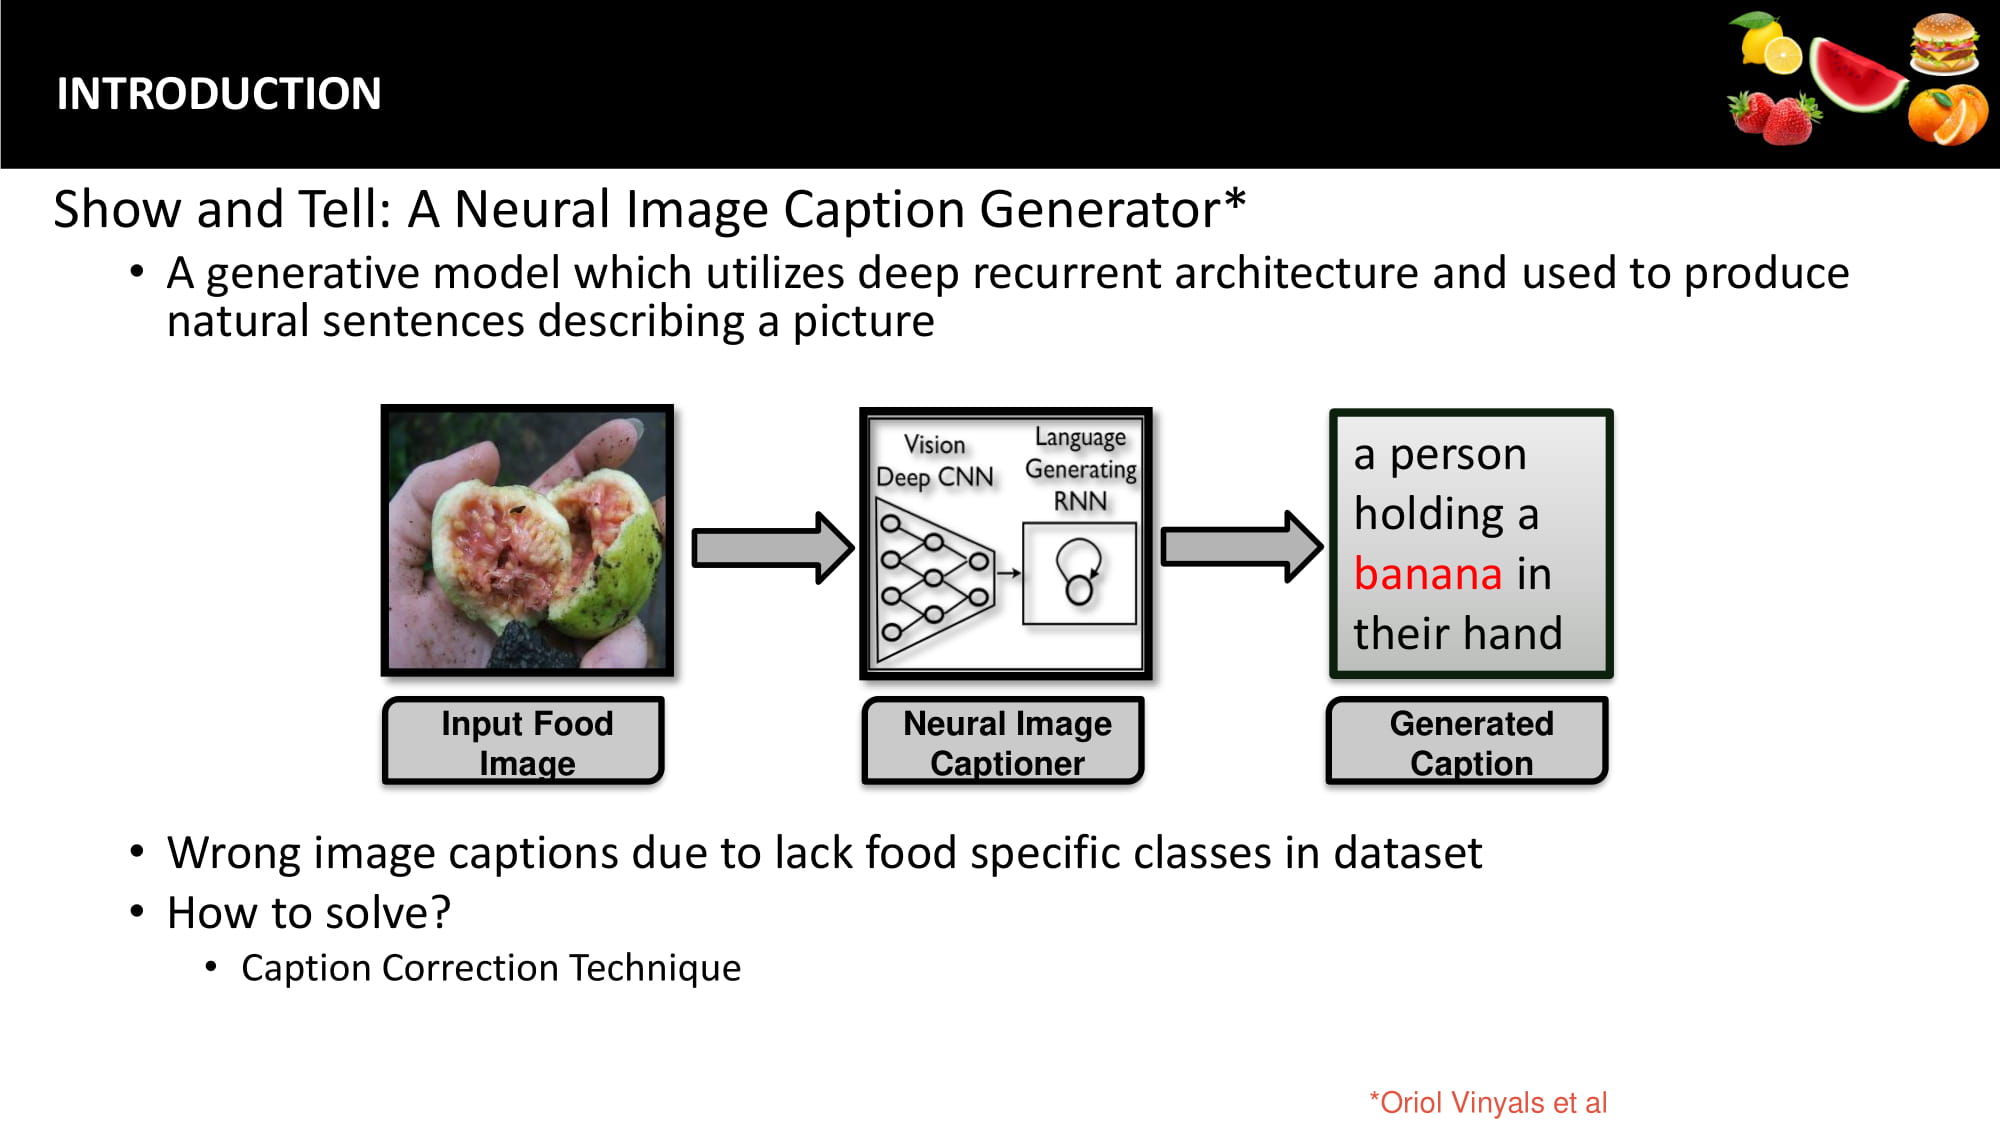 INTRODUCTION
Show and Tell: A Neural Image Caption Generator*
• A generative model which utilizes deep recurrent architecture and used to produce
natural sentences describing a picture
Vision
Deep CNN
Language
Generating
RNN
a person
holding a
banana in
their hand
Input Food
Image
Neural Image
Captioner
Generated
Caption
• Wrong image captions due to lack food specific classes in dataset
• How to solve?
• Caption Correction Technique
*Oriol Vinyals et al